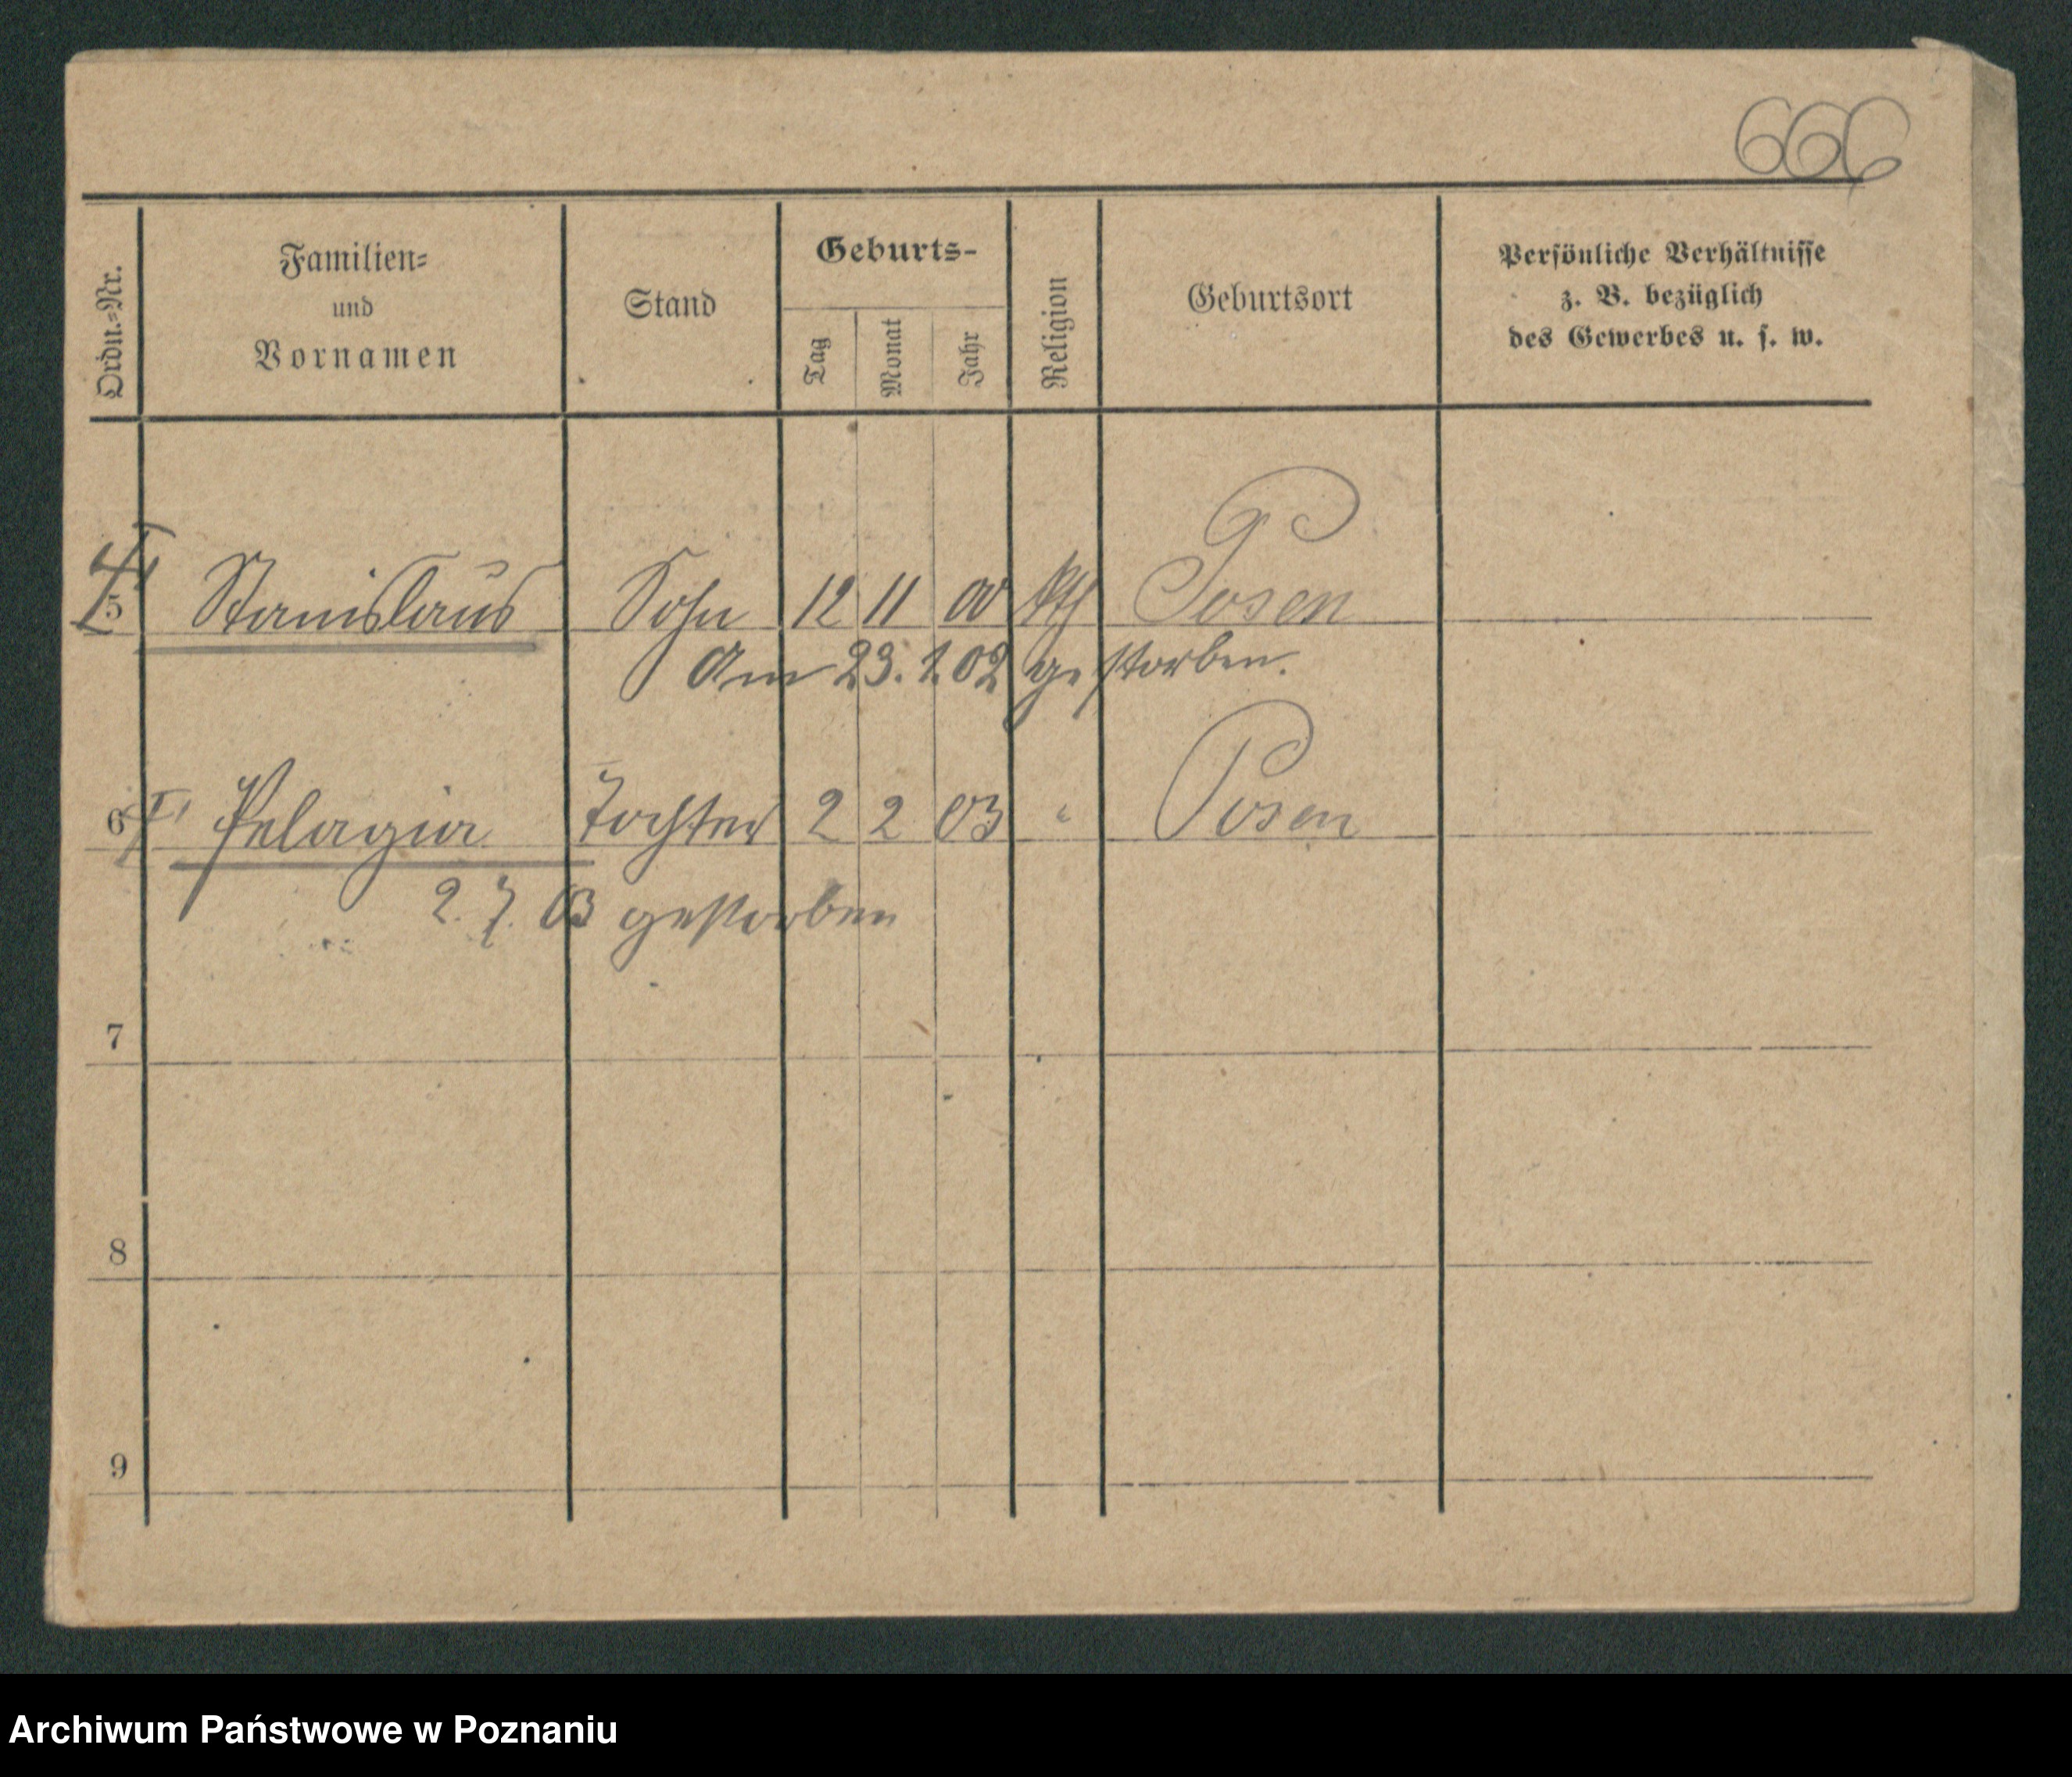 666
Ordn.-Nr.
Familien-
und
Vornamen
Stand
Geburts-
Tag
Monat
Jahr
Religion
Geburtsort
Persönliche Verhältnisse
z. B. bezüglich
des Gewerbes u. s. w.
5 Stanislaus Sohn 12 11 00 kth Posen
Am 23. 1. 02 gestorben.
6 Pelagia Tochter 2 2 03 " Posen
2. 7. 03 gestorben
7
8
9
Archiwum Państwowe w Poznaniu